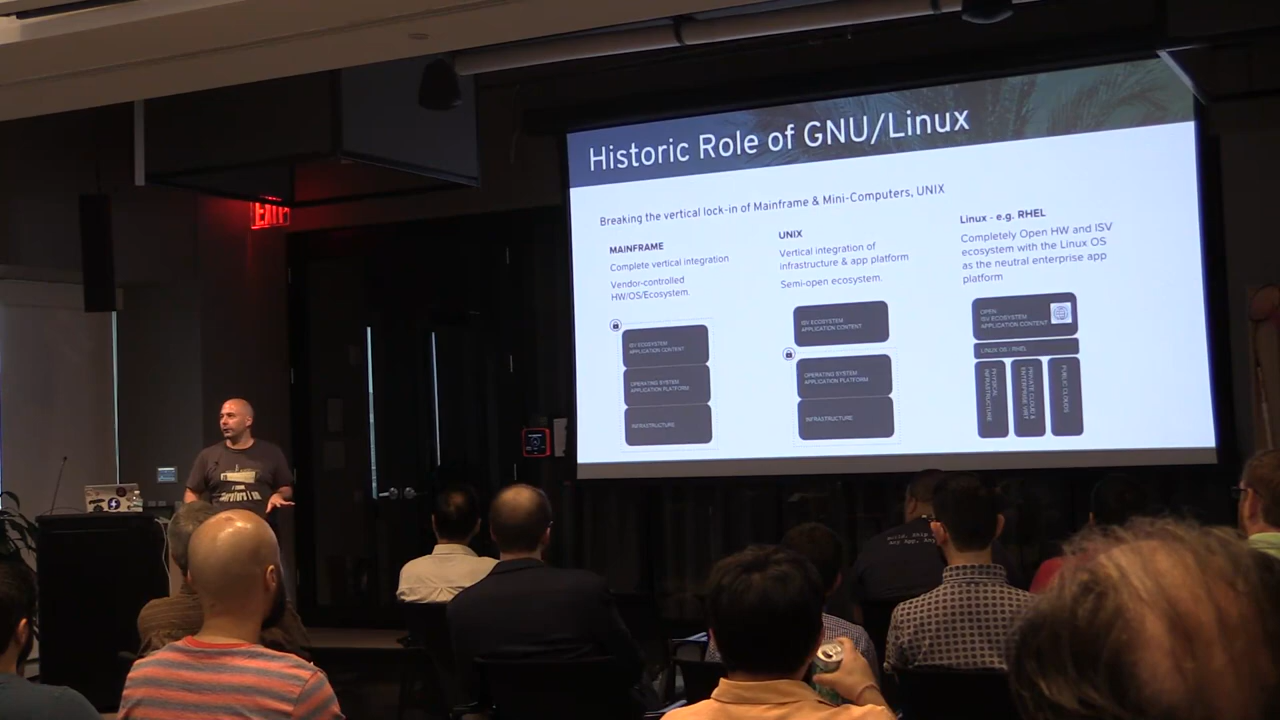 EXIT
Historic Role of GNU/Linux
Breaking the vertical lock-in of Mainframe & Mini-Computers, UNIX
MAINFRAME
Complete vertical integration
Vendor-controlled
HW/OS/Ecosystem.
ISV ECOSYSTEM
APPLICATION CONTENT
OPERATING SYSTEM
APPLICATION PLATFORM
INFRASTRUCTURE
UNIX
Vertical integration of
infrastructure & app platform
Semi-open ecosystem.
ISV ECOSYSTEM
APPLICATION CONTENT
OPERATING SYSTEM
APPLICATION PLATFORM
INFRASTRUCTURE
Linux - e.g. RHEL
Completely Open HW and ISV
ecosystem with the Linux OS
as the neutral enterprise app
platform
OPEN
ISV ECOSYSTEM
APPLICATION CONTENT
LINUX OS : RHEL
PHYSICAL
INFRASTRUCTURE
PRIVATE CLOUD &
ENTERPRISE VIRT
PUBLIC CLOUDS